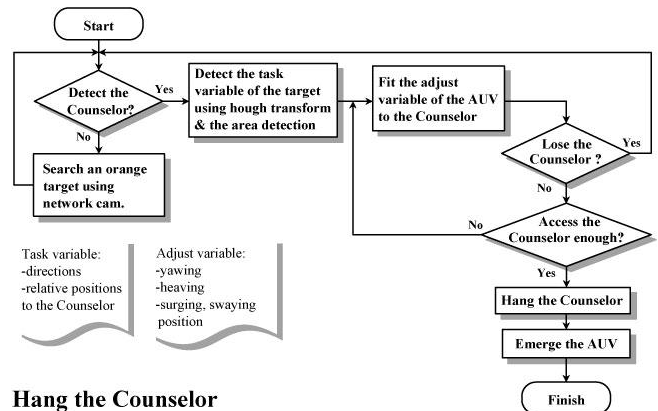 Start
Detect the
Counselor?
Yes
No
Search an orange
target using
network cam.
Detect the task
variable of the target
using hough transform
& the area detection
Fit the adjust
variable of the AUV
to the Counselor
Lose the
Counselor ?
Yes
No
Access the
Counselor enough?
No
Yes
Hang the Counselor
Emerge the AUV
Finish
Task variable:
-directions
-relative positions
to the Counselor
Adjust variable:
-yawing
-heaving
-surging, swaying
position
Hang the Counselor